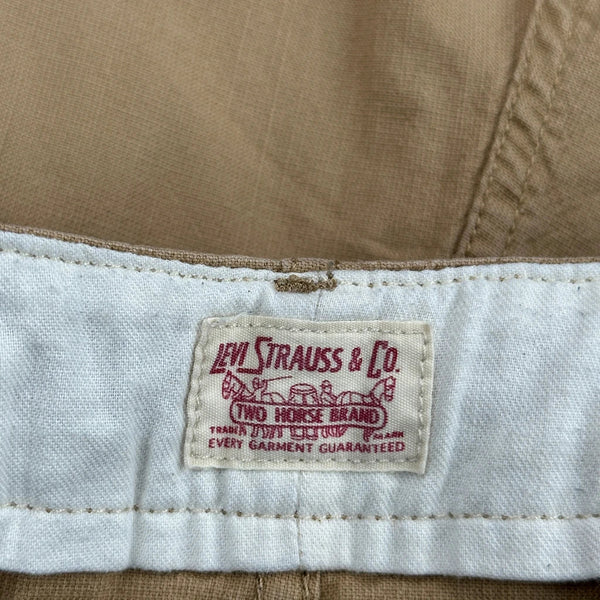 LEVI STRAUSS & CO.
TWO HORSE BRAND
TRADE MARK
EVERY GARMENT GUARANTEED